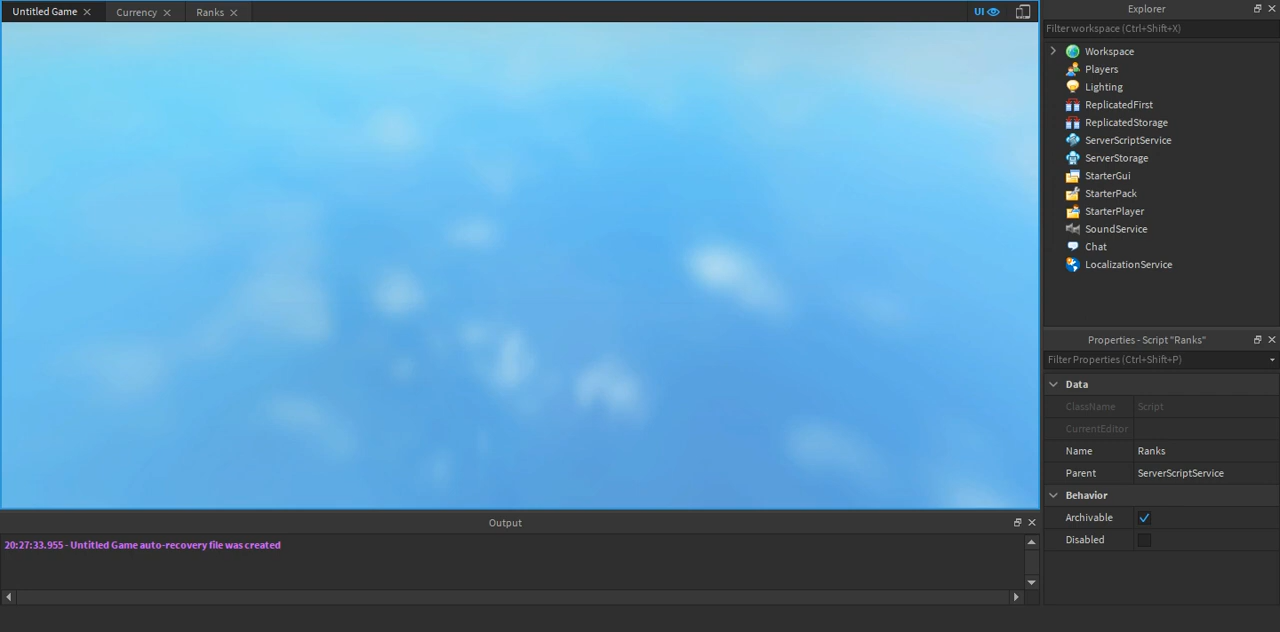 Untitled Game
Currency
Ranks
UI
Explorer
Filter workspace (Ctrl+Shift+X)
Workspace
Players
Lighting
ReplicatedFirst
ReplicatedStorage
ServerScriptService
ServerStorage
StarterGui
StarterPack
StarterPlayer
SoundService
Chat
LocalizationService
Properties - Script "Ranks"
Filter Properties (Ctrl+Shift+P)
Data
ClassName Script
CurrentEditor
Name Ranks
Parent ServerScriptService
Behavior
Archivable
Disabled
Output
20:27:33.955 - Untitled Game auto-recovery file was created